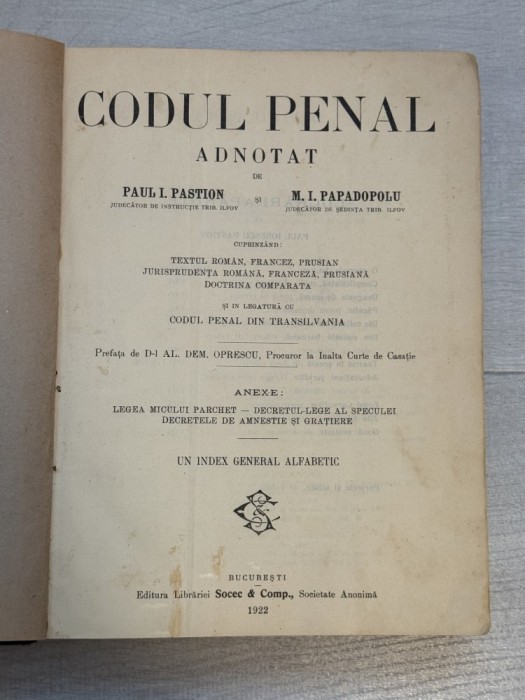 CODUL PENAL
ADNOTAT
DE
PAUL I. PASTION
JUDECĂTOR DE INSTRUCȚIE TRIB. ILFOV
ȘI
M. I. PAPADOPOLU
JUDECĂTOR DE ȘEDINȚA TRIB. ILFOV
CUPRINZÂND:
TEXTUL ROMÂN, FRANCEZ, PRUSIAN
JURISPRUDENȚA ROMÂNĂ, FRANCEZĂ, PRUSIANĂ
DOCTRINA COMPARATA
ȘI IN LEGATURĂ CU
CODUL PENAL DIN TRANSILVANIA
Prefața de D-l AL. DEM. OPRESCU, Procuror la Inalta Curte de Casație
ANEXE:
LEGEA MICULUI PARCHET — DECRETUL-LEGE AL SPECULEI
DECRETELE DE AMNESTIE ȘI GRAȚIERE
UN INDEX GENERAL ALFABETIC
BUCUREȘTI
Editura Librăriei Socec & Comp., Societate Anonimă
1922